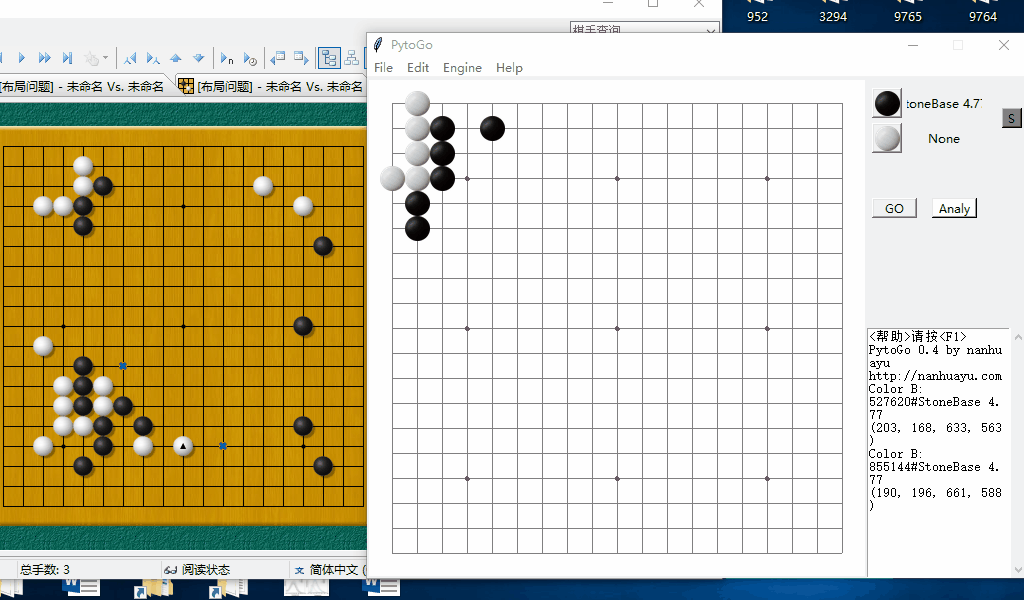 952
3294
9765
9764
棋手查询
[布局问题] - 未命名 Vs. 未命名
[布局问题] - 未命名 Vs. 未命名
总手数: 3
阅读状态
简体中文 (
PytoGo
File Edit Engine Help
toneBase 4.7
S
None
GO
Analy
<帮助>请按<F1>
PytoGo 0.4 by nanhu
ayu
http://nanhuayu.com
Color B:
527620#StoneBase 4.
77
(203, 168, 633, 563
)
Color B:
855144#StoneBase 4.
77
(190, 196, 661, 588
)